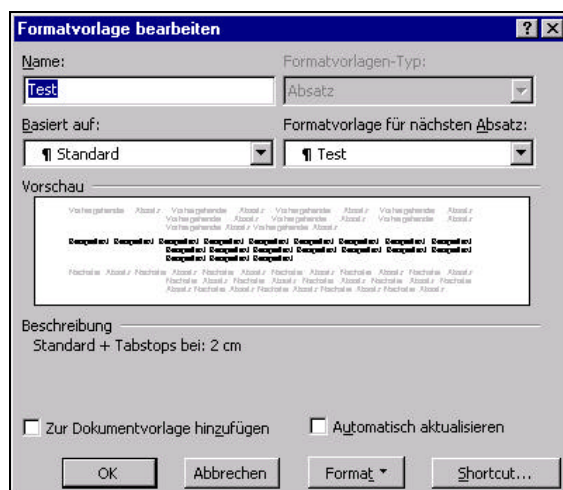 Formatvorlage bearbeiten
Name:
Formatvorlagen-Typ:
Test
Absatz
Basiert auf:
Formatvorlage für nächsten Absatz:
¶ Standard
¶ Test
Vorschau
Beschreibung
Standard + Tabstops bei: 2 cm
Zur Dokumentvorlage hinzufügen
Automatisch aktualisieren
OK
Abbrechen
Format
Shortcut...